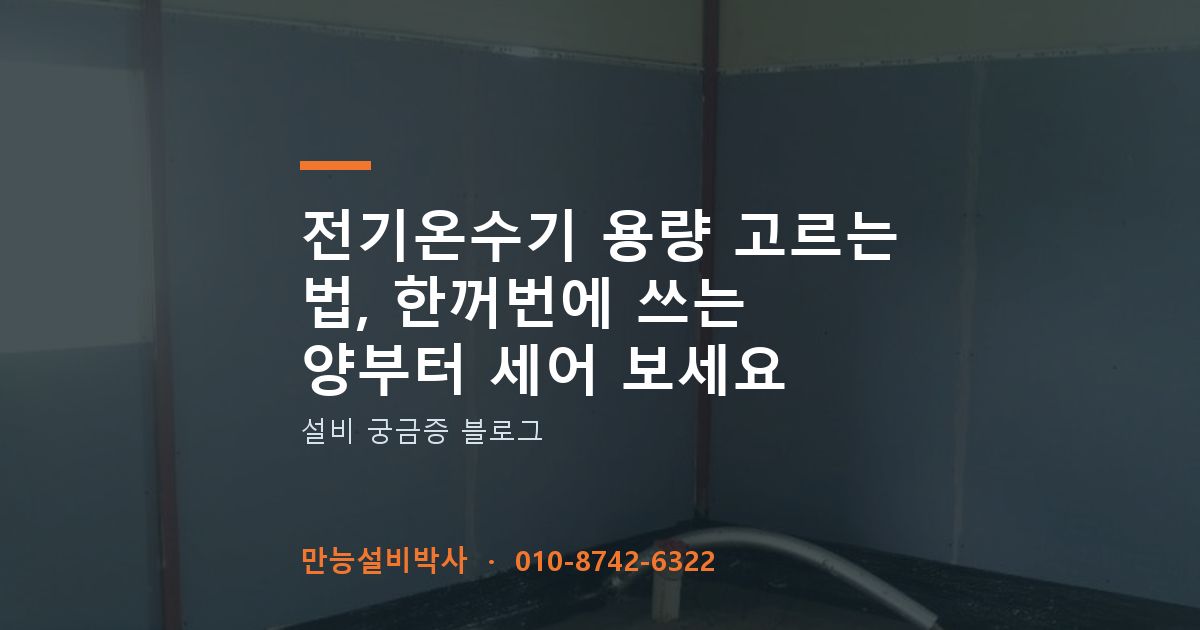 전기온수기 용량 고르는
법, 한꺼번에 쓰는
양부터 세어 보세요
설비 궁금증 블로그
만능설비박사 · 010-8742-6322